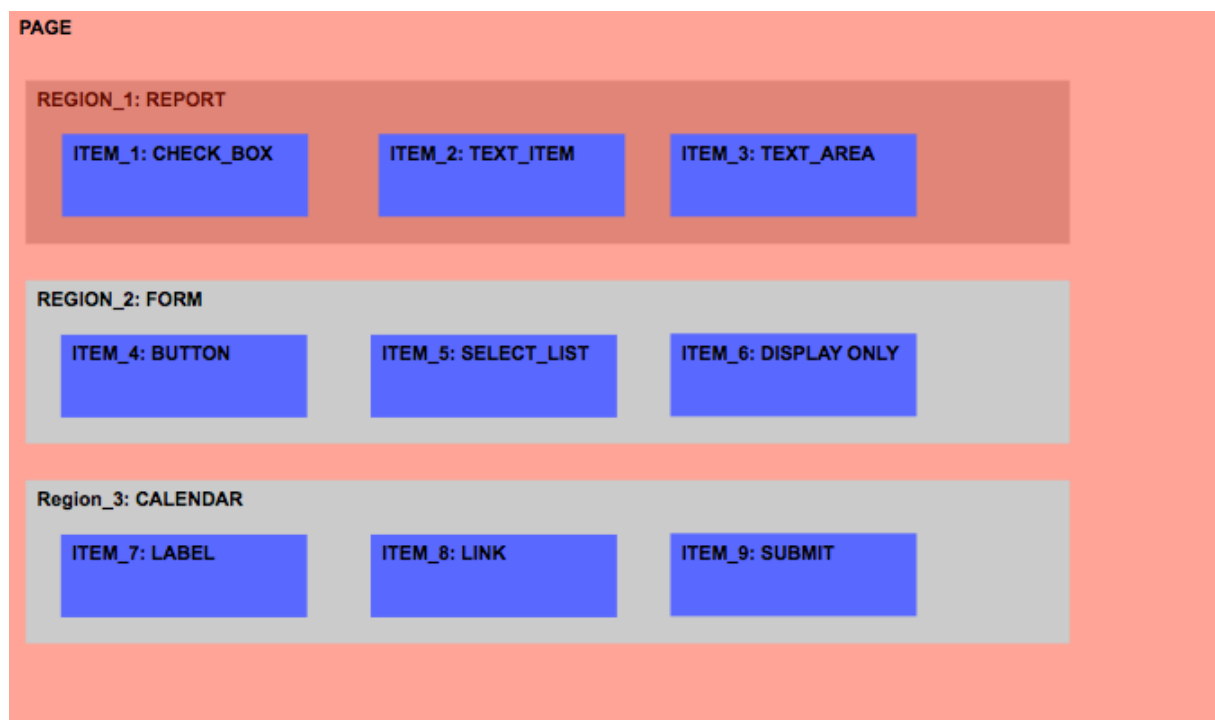 PAGE
REGION_1: REPORT
ITEM_1: CHECK_BOX
ITEM_2: TEXT_ITEM
ITEM_3: TEXT_AREA
REGION_2: FORM
ITEM_4: BUTTON
ITEM_5: SELECT_LIST
ITEM_6: DISPLAY ONLY
Region_3: CALENDAR
ITEM_7: LABEL
ITEM_8: LINK
ITEM_9: SUBMIT